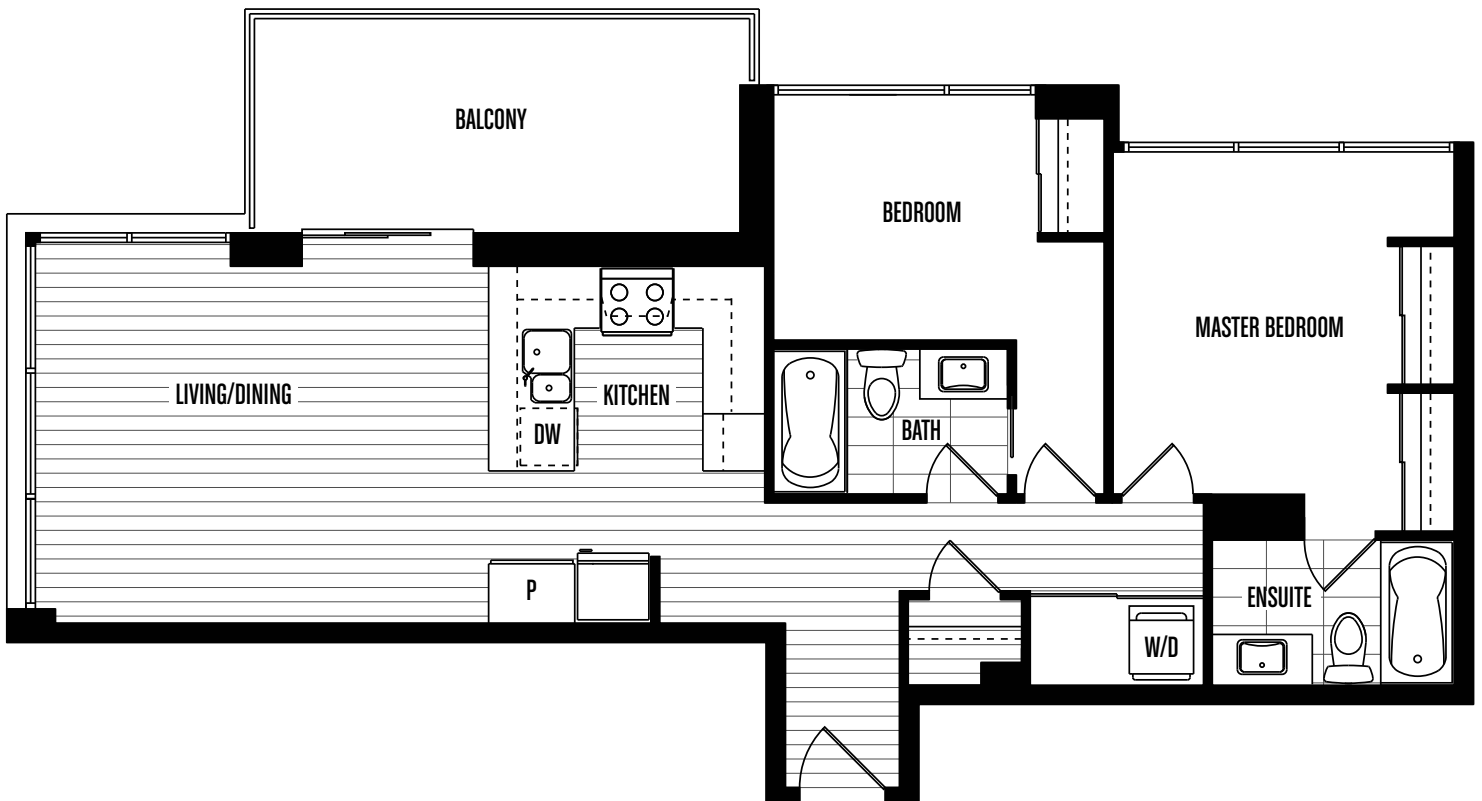 BALCONY
BEDROOM
MASTER BEDROOM
LIVING/DINING
KITCHEN
DW
BATH
P
ENSUITE
W/D